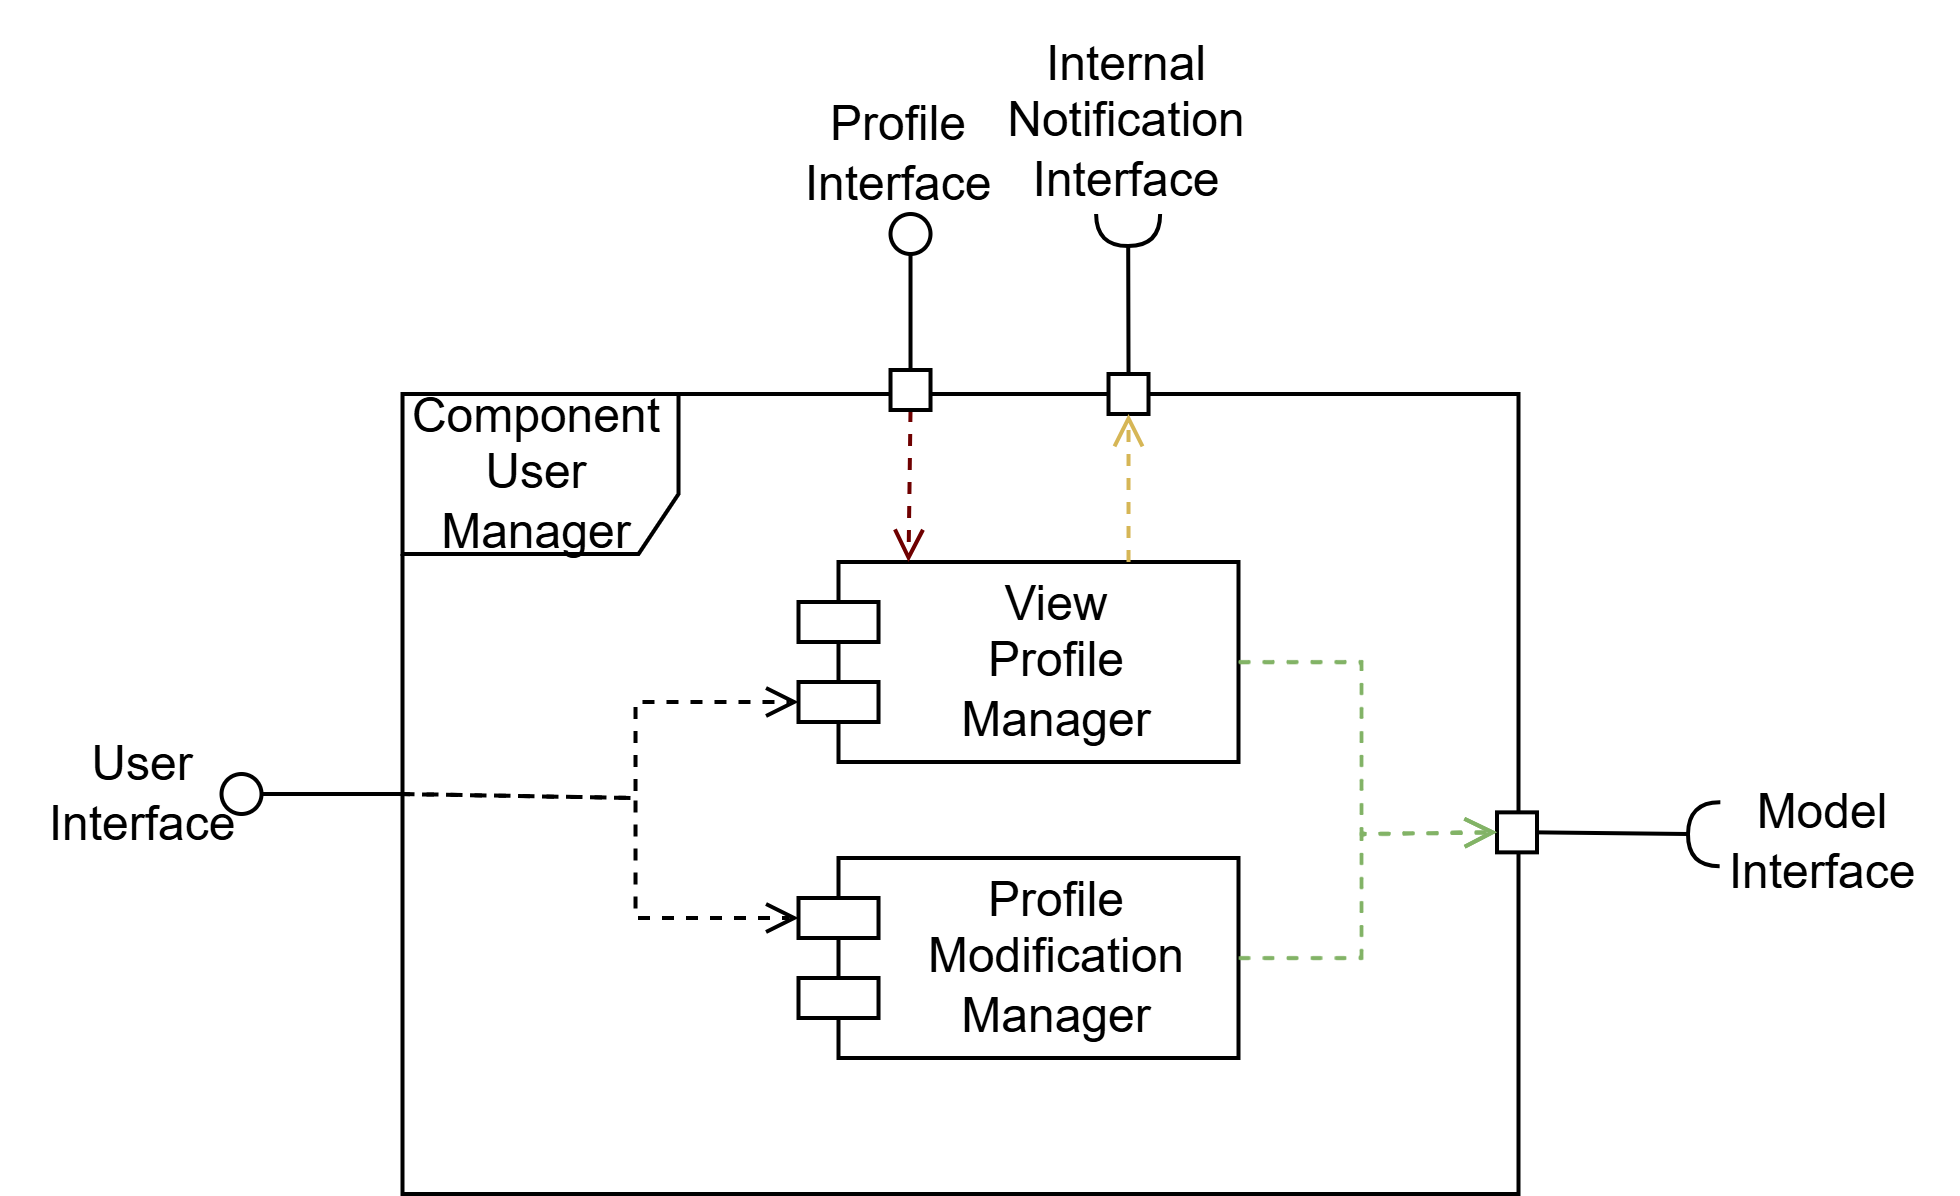 Internal
Notification
Interface
Profile
Interface
Component
User
Manager
View
Profile
Manager
User
Interface
Model
Interface
Profile
Modification
Manager